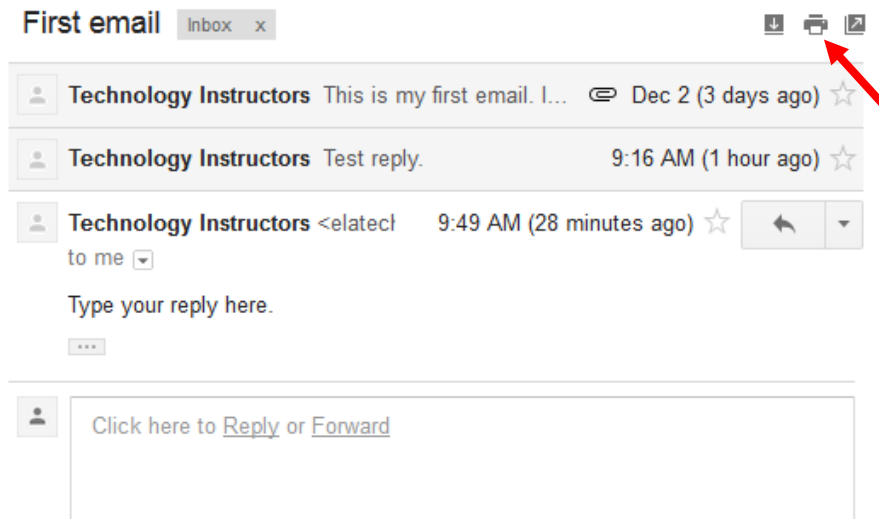 First email Inbox x
Technology Instructors This is my first email. I... Dec 2 (3 days ago)
Technology Instructors Test reply. 9:16 AM (1 hour ago)
Technology Instructors <elatech 9:49 AM (28 minutes ago)
to me
Type your reply here.
...
Click here to Reply or Forward